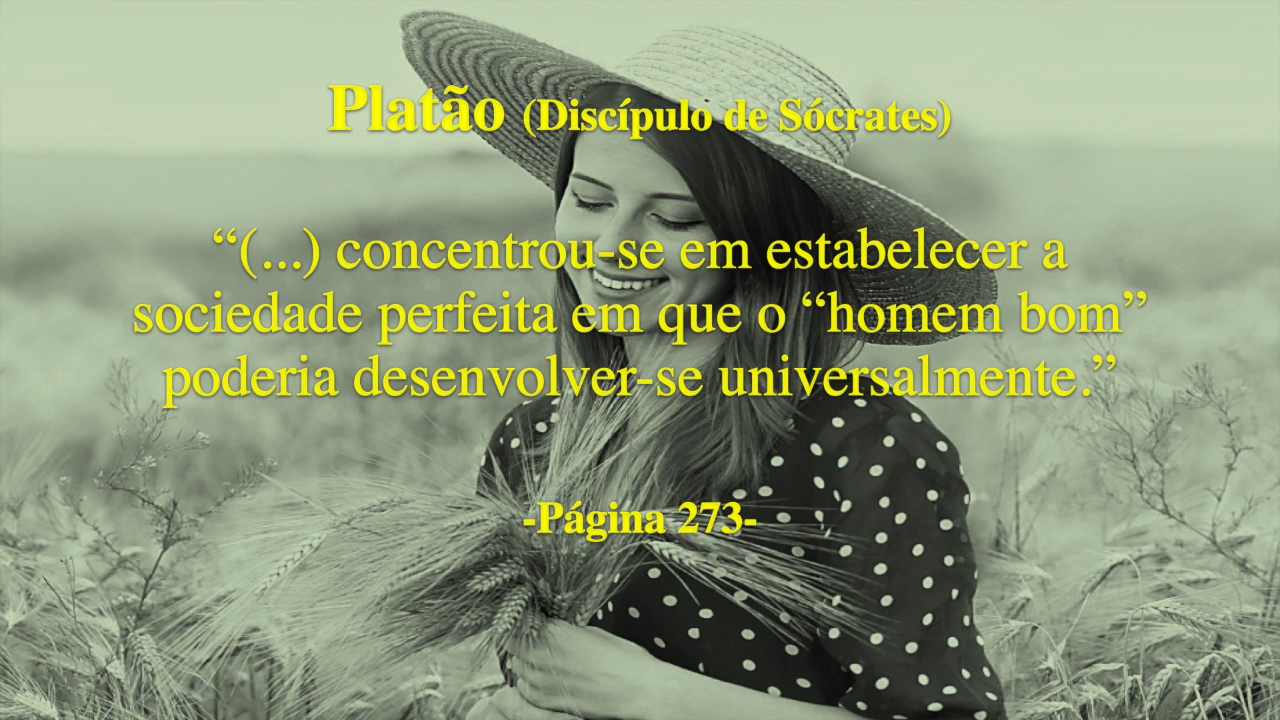 Platão (Discípulo de Sócrates)
“(...) concentrou-se em estabelecer a
sociedade perfeita em que o “homem bom”
poderia desenvolver-se universalmente.”
-Página 273-